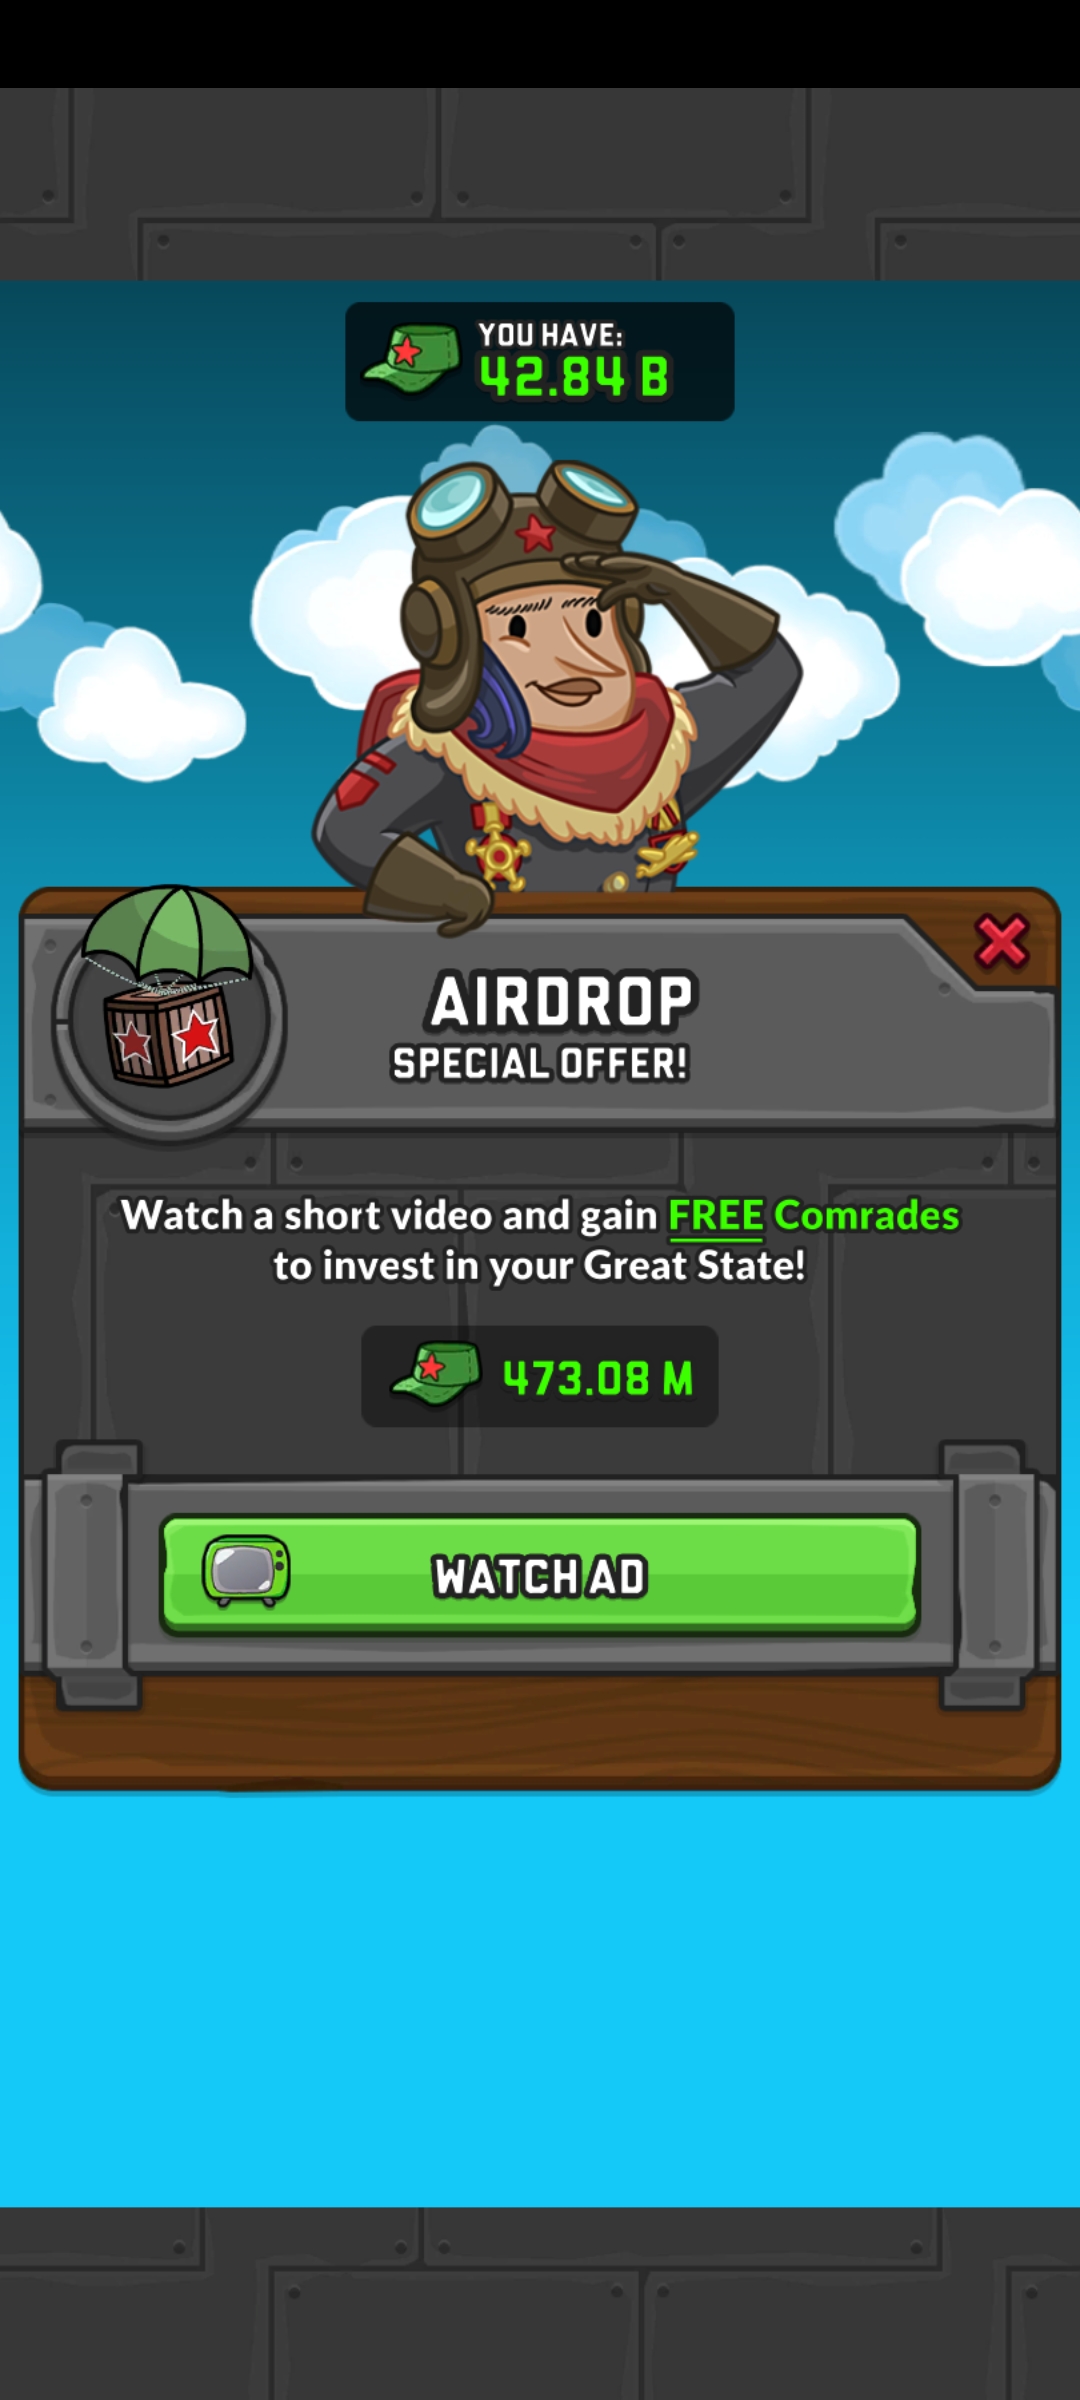 YOU HAVE:
42.84 B
AIRDROP
SPECIAL OFFER!
Watch a short video and gain FREE Comrades
to invest in your Great State!
473.08 M
WATCH AD